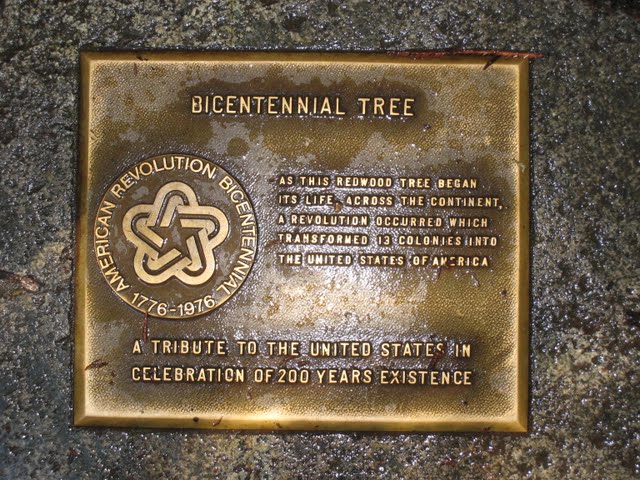 BICENTENNIAL TREE
AMERICAN REVOLUTION BICENTENNIAL
1776-1976
AS THIS REDWOOD TREE BEGAN
ITS LIFE, ACROSS THE CONTINENT,
A REVOLUTION OCCURRED WHICH
TRANSFORMED 13 COLONIES INTO
THE UNITED STATES OF AMERICA
A TRIBUTE TO THE UNITED STATES IN
CELEBRATION OF 200 YEARS EXISTENCE